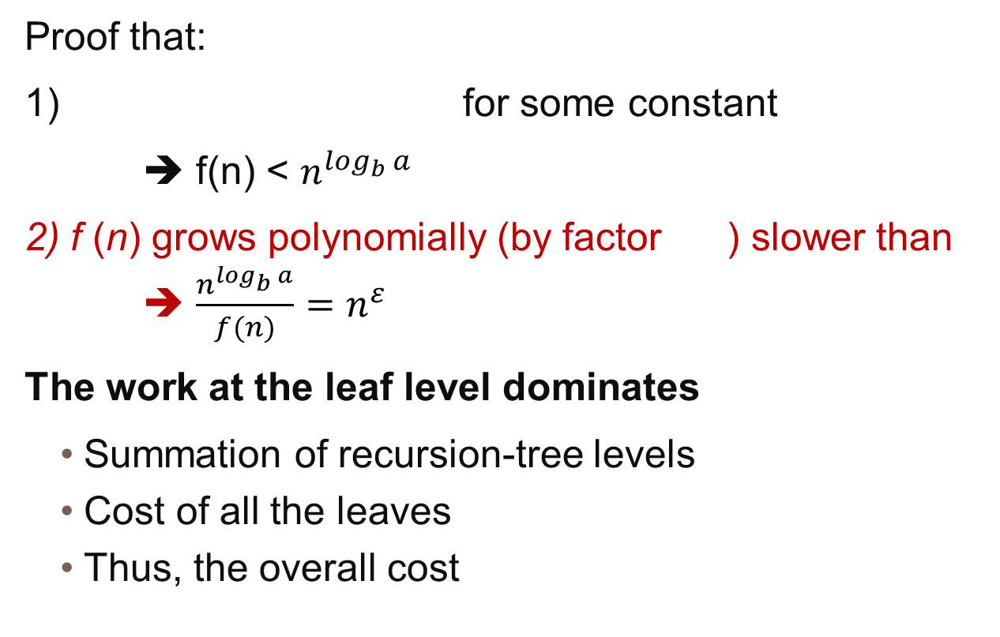 Proof that:
1) for some constant
➔ f(n) < n^{log_b a}
2) f (n) grows polynomially (by factor ) slower than
➔ \frac{n^{log_b a}}{f(n)} = n^ε
The work at the leaf level dominates
• Summation of recursion-tree levels
• Cost of all the leaves
• Thus, the overall cost